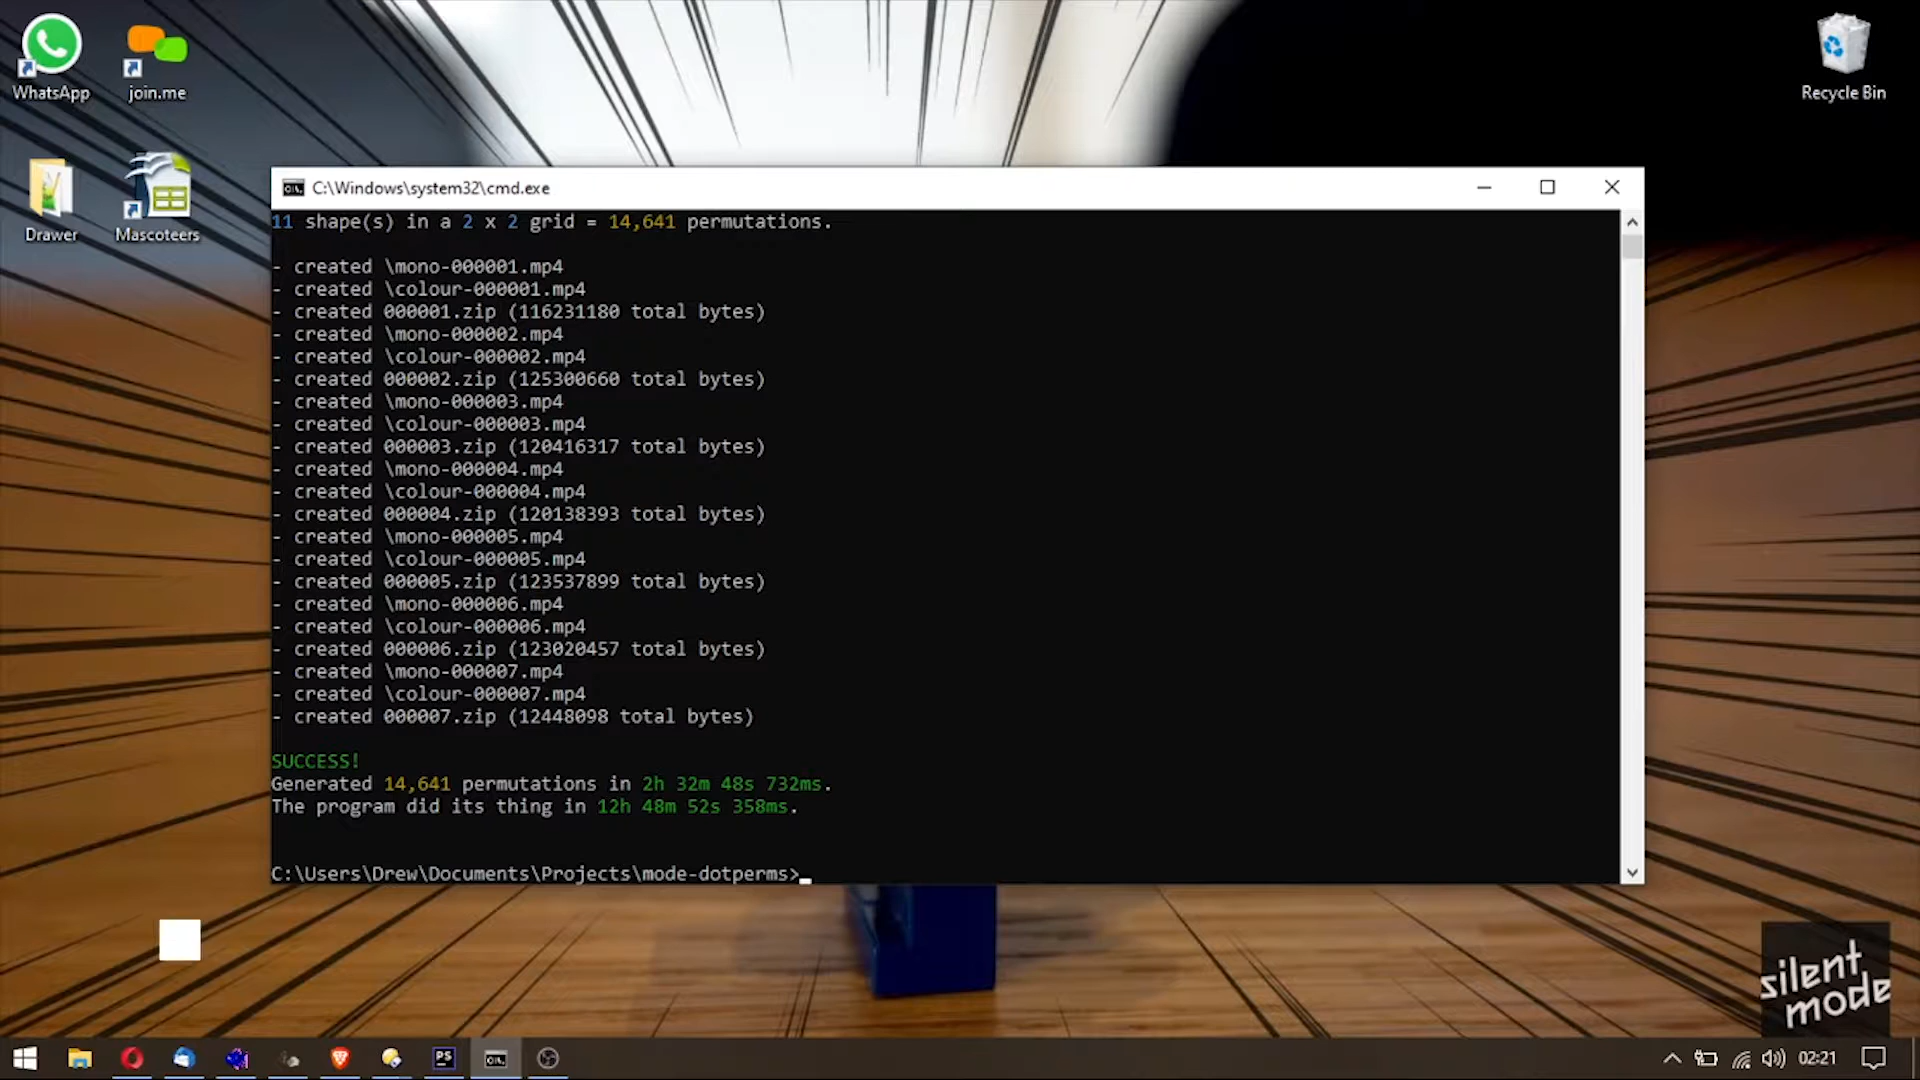 WhatsApp
join.me
Recycle Bin
Drawer
Mascoteers
C:\Windows\system32\cmd.exe
11 shape(s) in a 2 x 2 grid = 14,641 permutations.
- created \mono-000001.mp4
- created \colour-000001.mp4
- created 000001.zip (116231180 total bytes)
- created \mono-000002.mp4
- created \colour-000002.mp4
- created 000002.zip (125300660 total bytes)
- created \mono-000003.mp4
- created \colour-000003.mp4
- created 000003.zip (120416317 total bytes)
- created \mono-000004.mp4
- created \colour-000004.mp4
- created 000004.zip (120138393 total bytes)
- created \mono-000005.mp4
- created \colour-000005.mp4
- created 000005.zip (123537899 total bytes)
- created \mono-000006.mp4
- created \colour-000006.mp4
- created 000006.zip (123020457 total bytes)
- created \mono-000007.mp4
- created \colour-000007.mp4
- created 000007.zip (12448098 total bytes)
SUCCESS!
Generated 14,641 permutations in 2h 32m 48s 732ms.
The program did its thing in 12h 48m 52s 358ms.
C:\Users\Drew\Documents\Projects\mode-dotperms>
silent
mode
PS
02:21